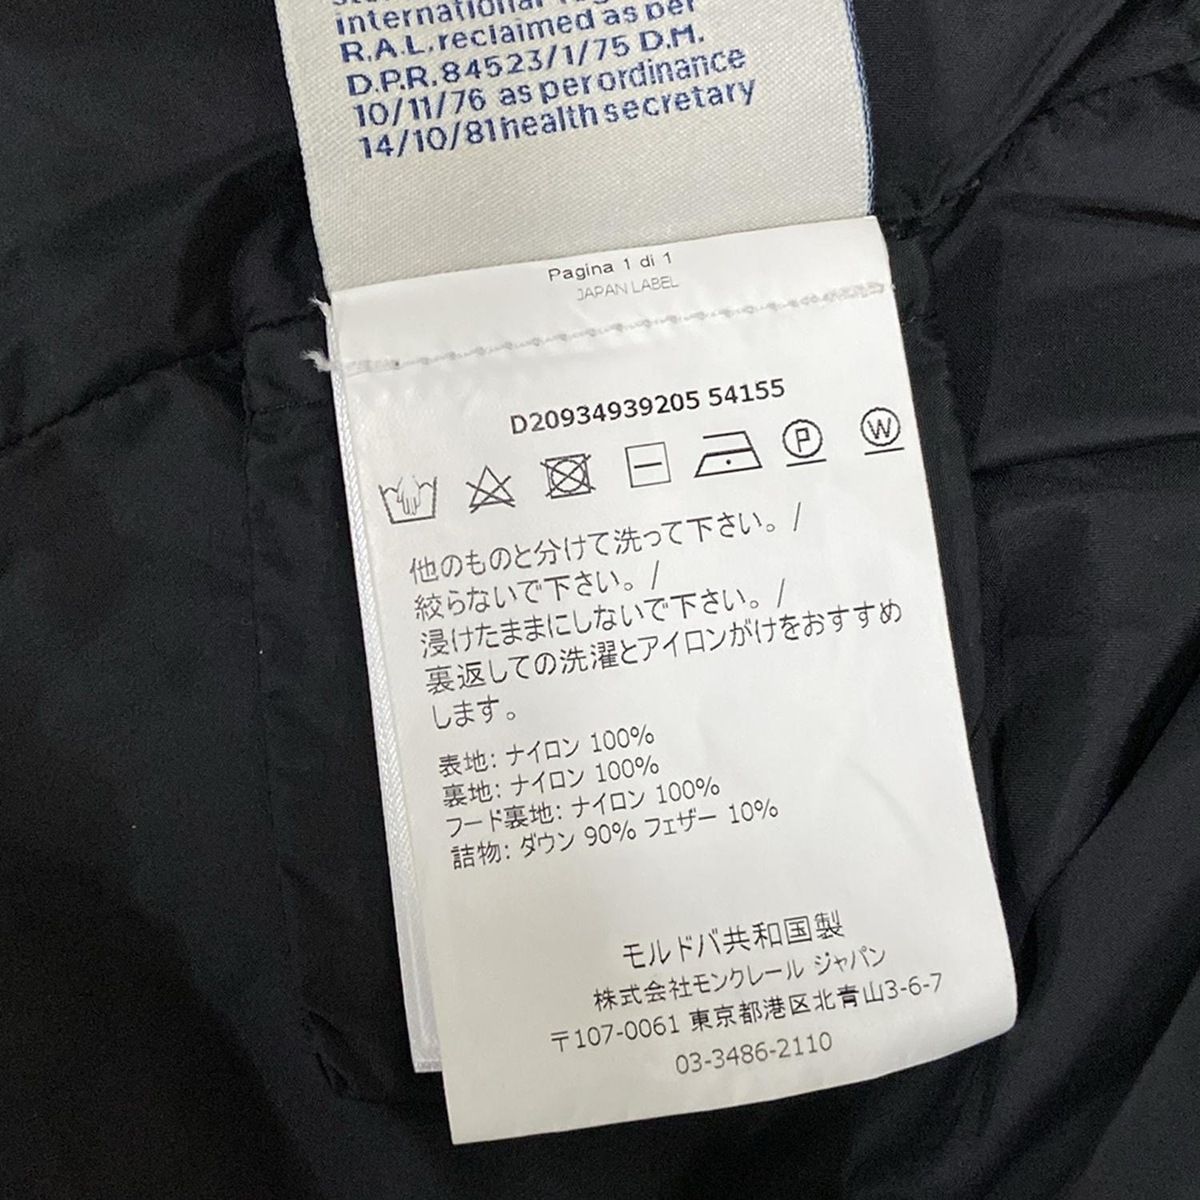 international
R.A.L. reclaimed as per
D.P.R. 84523/1/75 D.M.
10/11/76 as per ordinance
14/10/81 health secretary
Pagina 1 di 1
JAPAN LABEL
D20934939205 54155
P W
他のものと分けて洗って下さい。/
絞らないで下さい。/
浸けたままにしないで下さい。/
裏返しての洗濯とアイロンがけをおすすめ
します。
表地: ナイロン 100%
裏地: ナイロン 100%
フード裏地: ナイロン 100%
詰物: ダウン 90% フェザー 10%
モルドバ共和国製
株式会社モンクレール ジャパン
〒107-0061 東京都港区北青山3-6-7
03-3486-2110